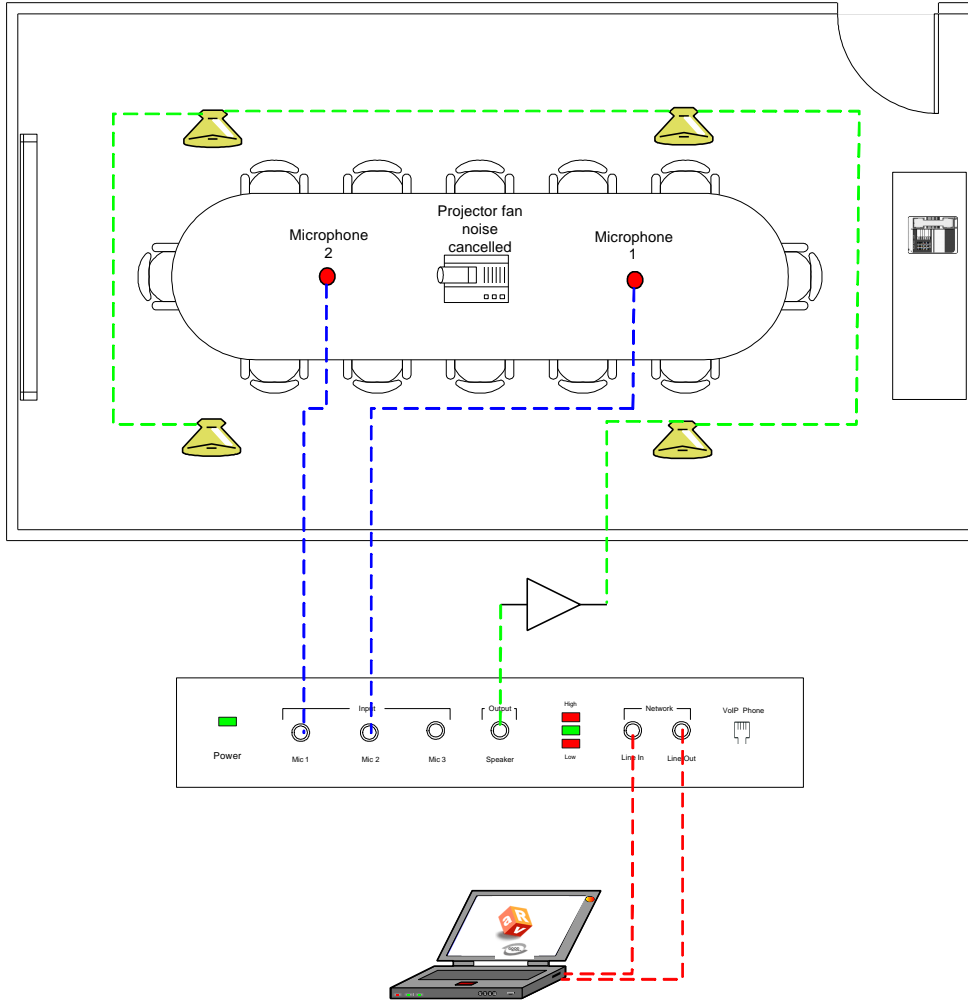 Projector fan
noise
cancelled
Microphone
2
Microphone
1
Input
Output
High
Network
VoIP Phone
Power
Mic 1
Mic 2
Mic 3
Speaker
Low
Line In
Line Out
a R v